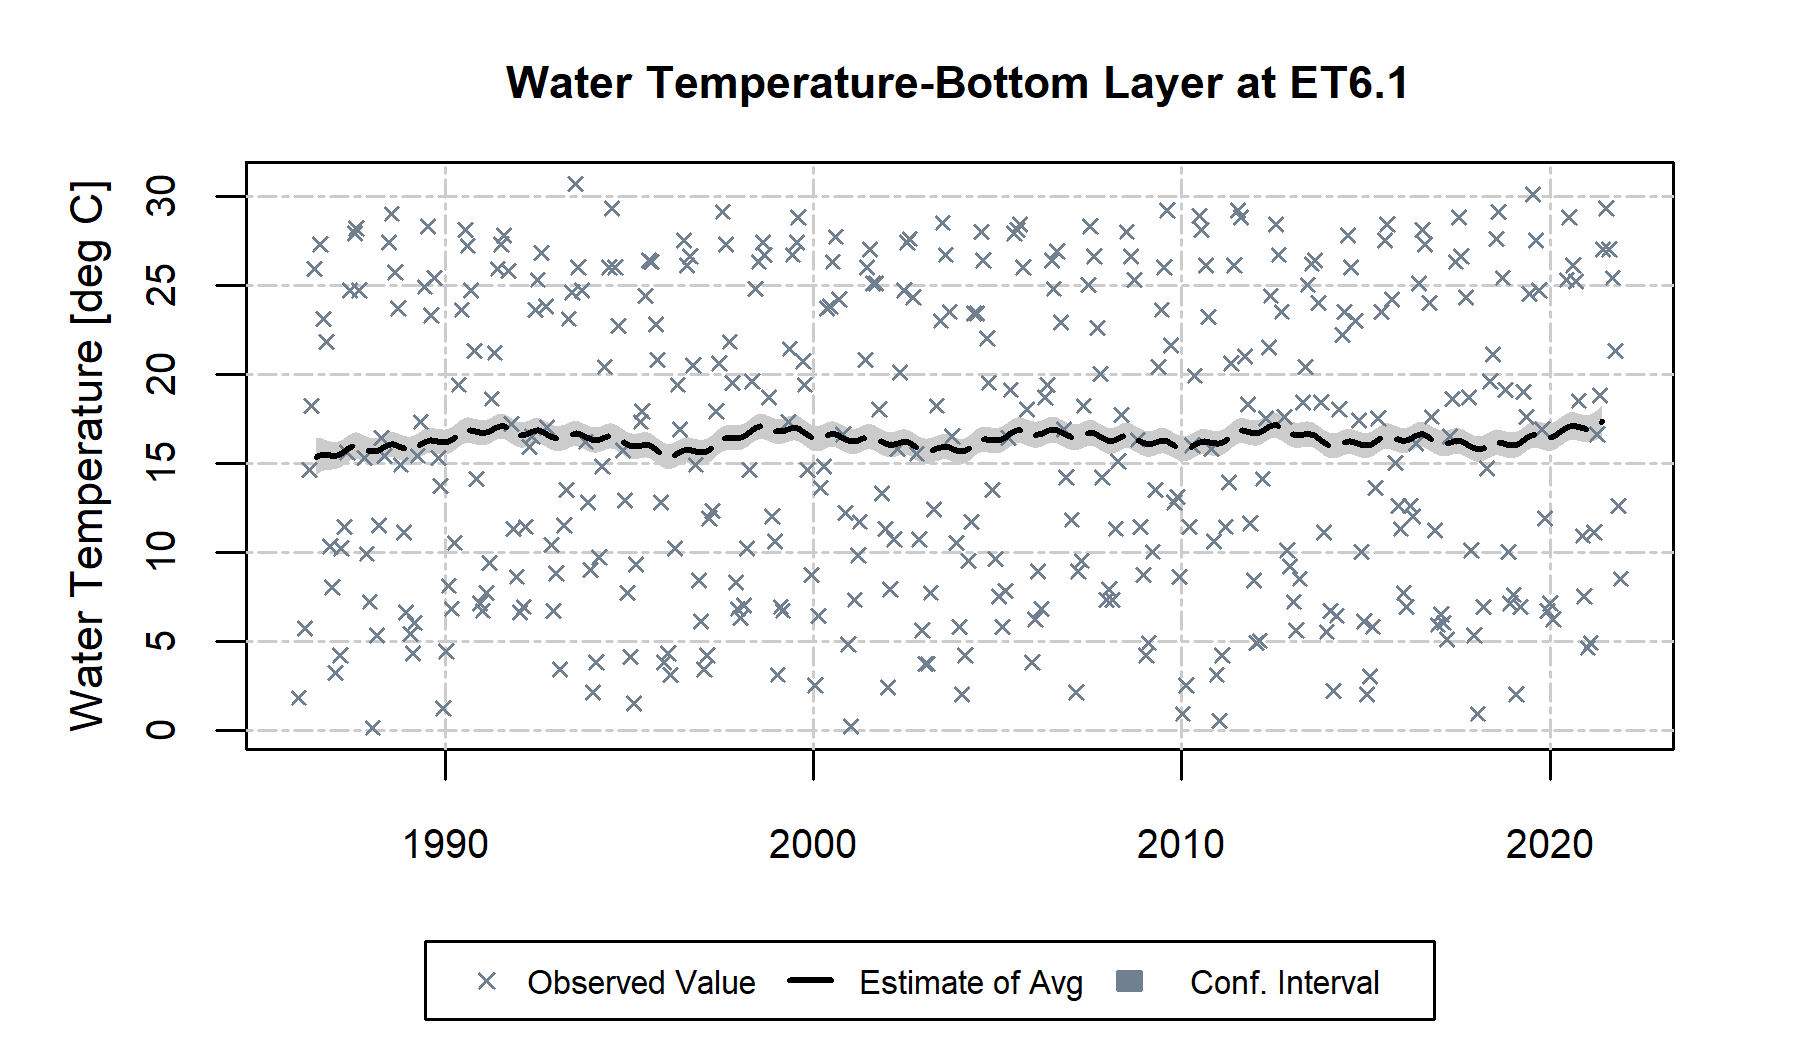 Water Temperature-Bottom Layer at ET6.1
Water Temperature [deg C]
30
25
20
15
10
5
0
1990 2000 2010 2020
Observed Value Estimate of Avg Conf. Interval